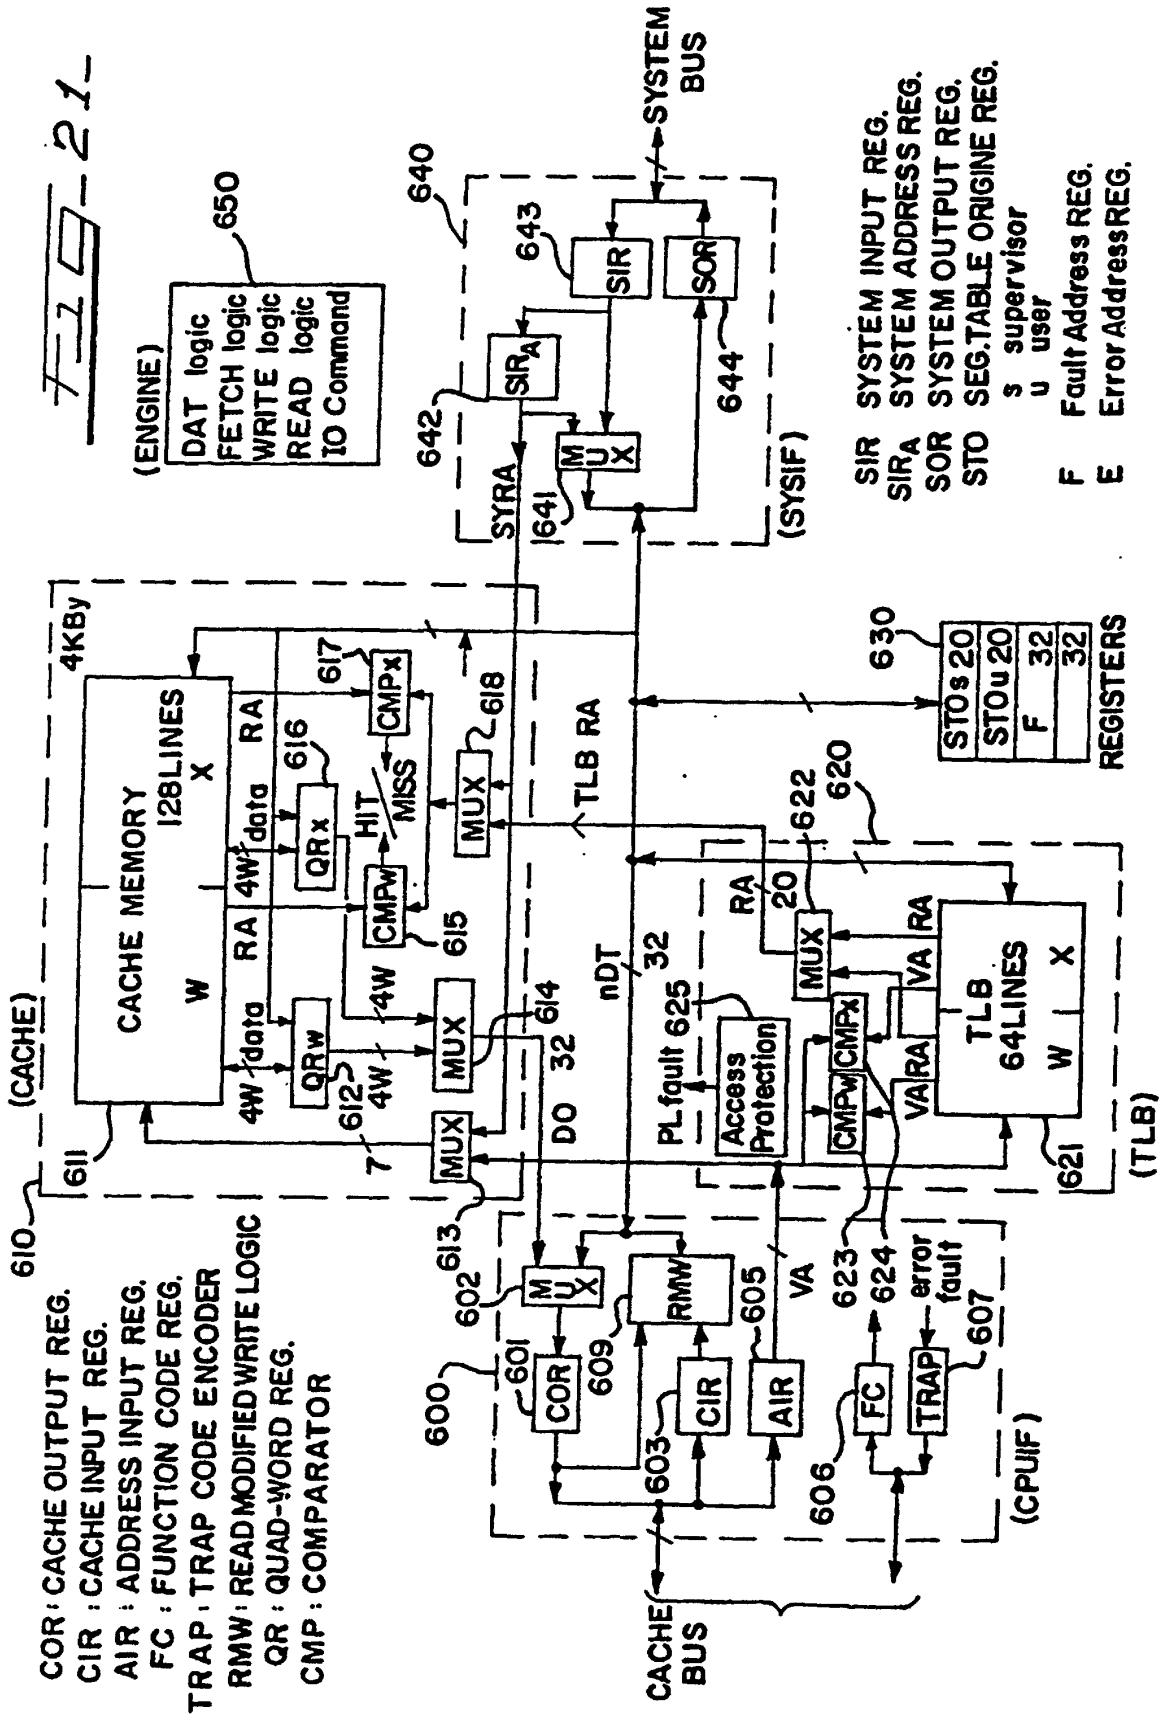 FIG-21-
COR: CACHE OUTPUT REG.
CIR: CACHE INPUT REG.
AIR: ADDRESS INPUT REG.
FC: FUNCTION CODE REG.
TRAP: TRAP CODE ENCODER
RMW: READ MODIFIED WRITE LOGIC
QR: QUAD-WORD REG.
CMP: COMPARATOR
(CACHE)
610
611
4KBy
CACHE MEMORY
128LINES
W
X
4W
data
RA
4W
data
RA
QRw
612
4W
4W
QRx
616
HIT
MISS
CMPw
615
CMPx
617
7
MUX
613
MUX
614
MUX
618
DO 32
TLB RA
(ENGINE)
650
DAT logic
FETCH logic
WRITE logic
READ logic
IO Command
640
SYRA
642
SIRA
643
SIR
MUX
641
SOR
644
SYSTEM
BUS
(SYSIF)
600
602
MUX
601
COR
609
RMW
603
CIR
605
AIR
VA
606
FC
623
624
error
fault
TRAP
607
(CPUIF)
CACHE
BUS
nDT
32
PL fault
625
Access
Protection
RA
20
622
MUX
620
CMPw
CMPx
VA
RA
VA
RA
TLB
64LINES
W
X
621
(TLB)
630
STOs 20
STOu 20
F 32
32
REGISTERS
SIR SYSTEM INPUT REG.
SIRA SYSTEM ADDRESS REG.
SOR SYSTEM OUTPUT REG.
STO SEG.TABLE ORIGINE REG.
s supervisor
u user
F Fault Address REG.
E Error Address REG.